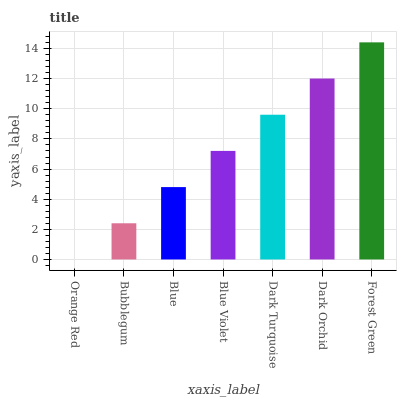 title
yaxis_label
14
12
10
8
6
4
2
0
Orange Red
Bubblegum
Blue
Blue Violet
Dark Turquoise
Dark Orchid
Forest Green
xaxis_label